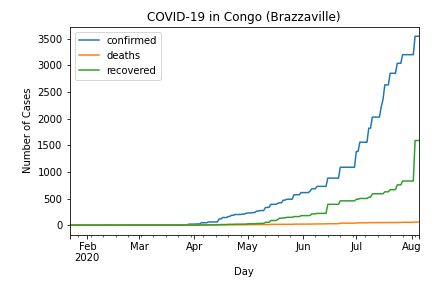 COVID-19 in Congo (Brazzaville)
confirmed
deaths
recovered
Number of Cases
3500
3000
2500
2000
1500
1000
500
0
Feb Mar Apr May Jun Jul Aug
2020
Day